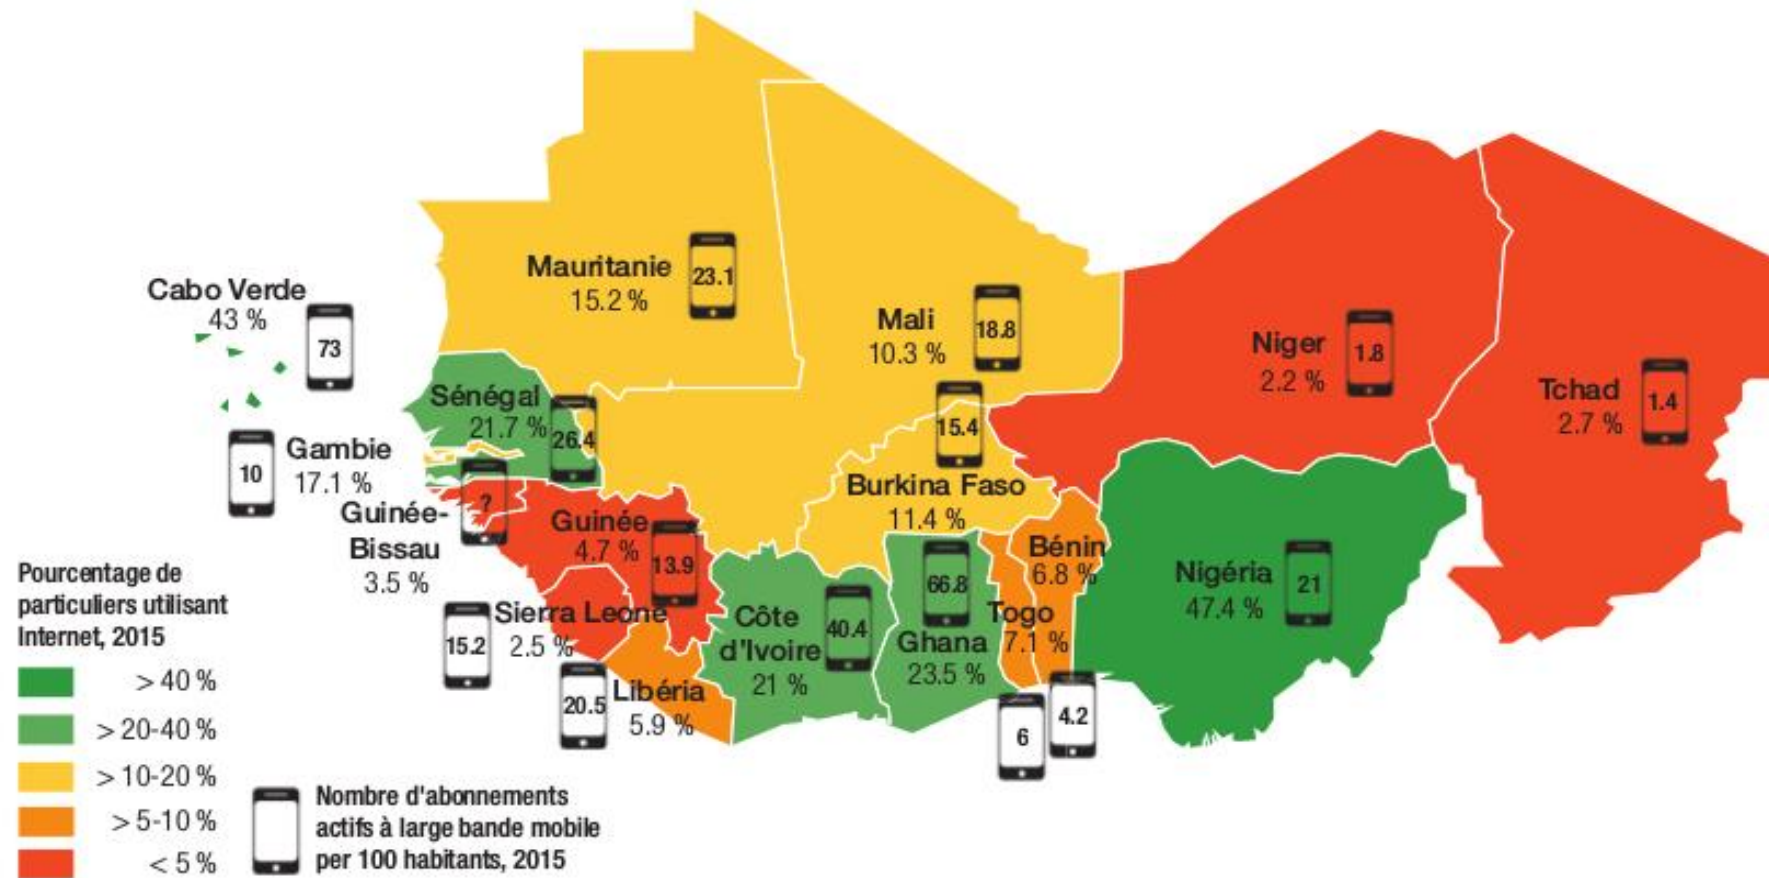 Mauritanie
15.2 %
23.1
Cabo Verde
43 %
73
Mali
10.3 %
18.8
Niger
2.2 %
1.8
Tchad
2.7 %
1.4
Sénégal
21.7 %
26.4
15.4
Burkina Faso
11.4 %
10
Gambie
17.1 %
?
Guinée-
Bissau
3.5 %
Guinée
4.7 %
13.9
Bénin
6.8 %
66.8
Ghana
23.5 %
Nigéria
47.4 %
21
Togo
7.1 %
Côte
d'Ivoire
21 %
40.4
15.2
Sierra Leone
2.5 %
20.5
Libéria
5.9 %
6
4.2
Pourcentage de
particuliers utilisant
Internet, 2015
> 40 %
> 20-40 %
> 10-20 %
> 5-10 %
< 5 %
Nombre d'abonnements
actifs à large bande mobile
per 100 habitants, 2015